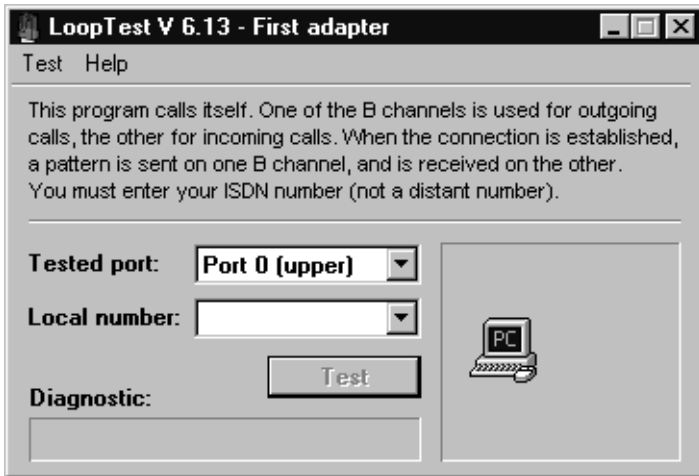 LoopTest V 6.13 - First adapter
Test Help
This program calls itself. One of the B channels is used for outgoing
calls, the other for incoming calls. When the connection is established,
a pattern is sent on one B channel, and is received on the other.
You must enter your ISDN number (not a distant number).
Tested port: Port 0 (upper)
Local number:
PC
Test
Diagnostic: